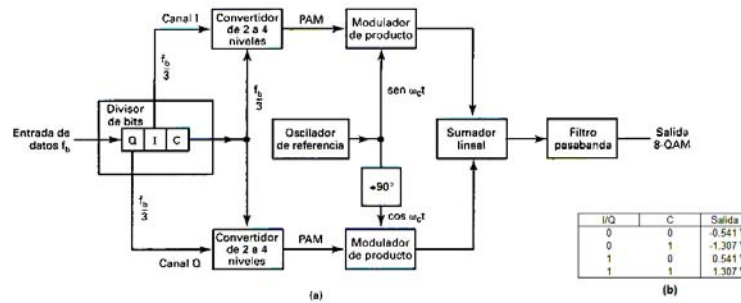 Canal I
Convertidor
de 2 a 4
niveles
PAM
Modulador
de producto
f_b
3
f_b
3
sen ω_c t
Divisor
de bits
Entrada de
datos f_b
Q I C
Oscilador
de referencia
Sumador
lineal
Filtro
pasabanda
Salida
8-QAM
+90°
cos ω_c t
f_b
3
Canal Q
Convertidor
de 2 a 4
niveles
PAM
Modulador
de producto
(a)
I/Q C Salida
0 0 -0.541 V
0 1 -1.307 V
1 0 0.541 V
1 1 1.307 V
(b)